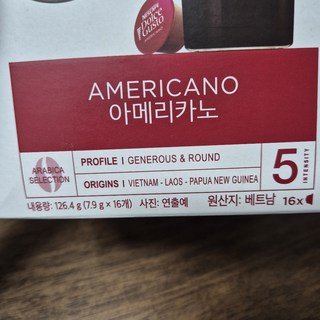 NESCAFÉ
Dolce
Gusto
AMERICANO
아메리카노
ARABICA
SELECTION
PROFILE | GENEROUS & ROUND
ORIGINS | VIETNAM - LAOS - PAPUA NEW GUINEA
5
INTENSITY
내용량: 126.4 g (7.9 g × 16개) 사진: 연출예 원산지: 베트남 16x